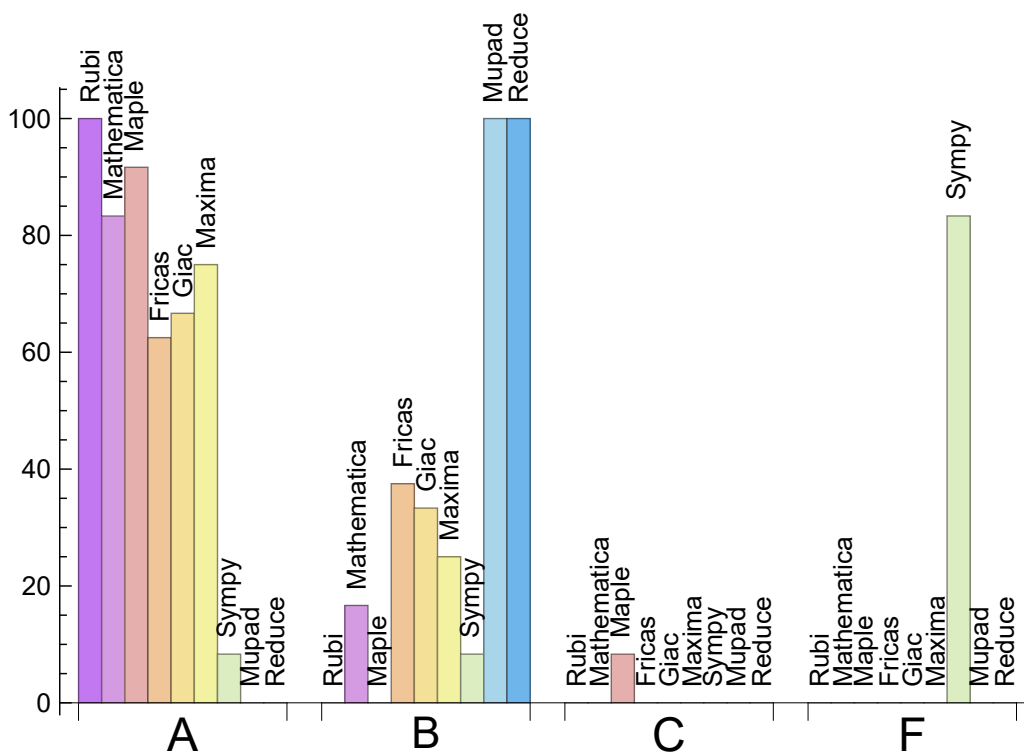 100
80
60
40
20
0
Rubi
Mathematica
Maple
Fricas
Giac
Maxima
Sympy
Mupad
Reduce
A
Rubi
Mathematica
Maple
Fricas
Giac
Maxima
Sympy
Mupad
Reduce
B
Rubi
Mathematica
Maple
Fricas
Giac
Maxima
Sympy
Mupad
Reduce
C
Rubi
Mathematica
Maple
Fricas
Giac
Maxima
Sympy
Mupad
Reduce
F